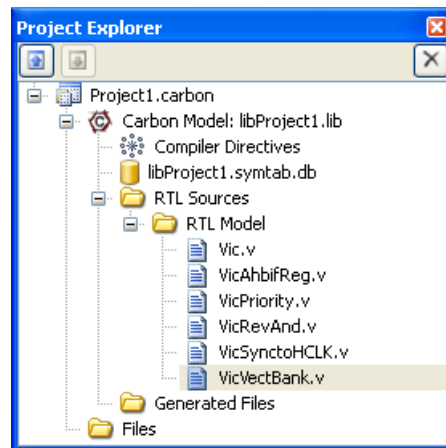 Project Explorer
Project1.carbon
Carbon Model: libProject1.lib
Compiler Directives
libProject1.symtab.db
RTL Sources
RTL Model
Vic.v
VicAhbifReg.v
VicPriority.v
VicRevAnd.v
VicSynctoHCLK.v
VicVectBank.v
Generated Files
Files